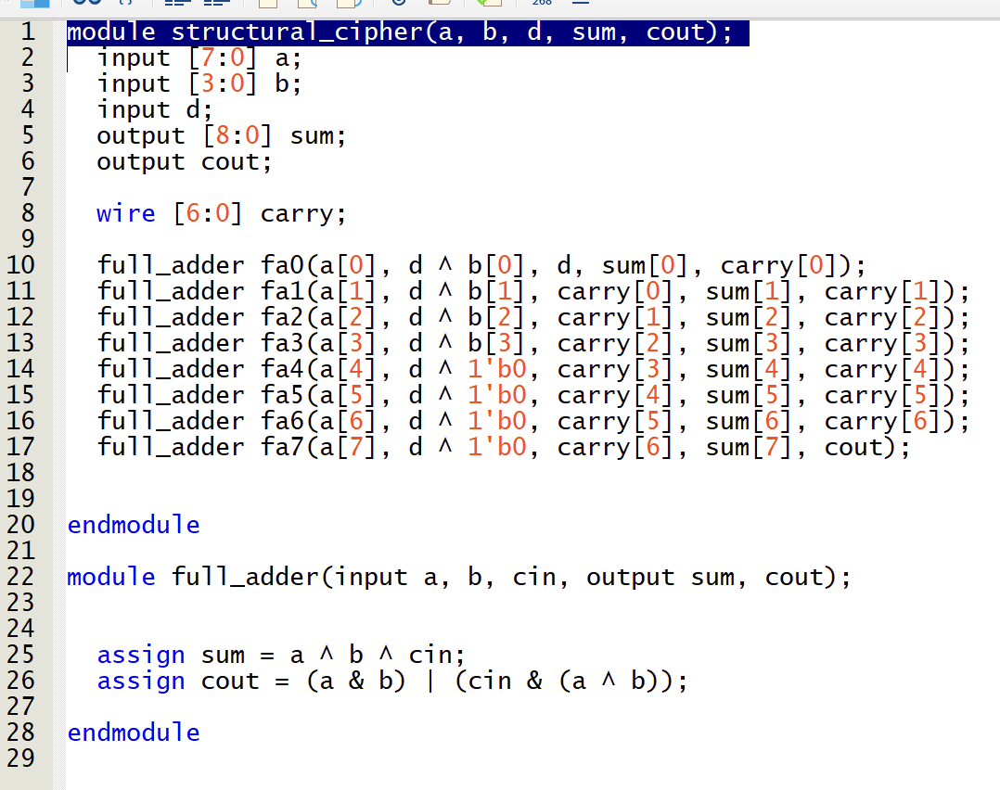 268
1 module structural_cipher(a, b, d, sum, cout);
2 input [7:0] a;
3 input [3:0] b;
4 input d;
5 output [8:0] sum;
6 output cout;
7
8 wire [6:0] carry;
9
10 full_adder fa0(a[0], d ^ b[0], d, sum[0], carry[0]);
11 full_adder fa1(a[1], d ^ b[1], carry[0], sum[1], carry[1]);
12 full_adder fa2(a[2], d ^ b[2], carry[1], sum[2], carry[2]);
13 full_adder fa3(a[3], d ^ b[3], carry[2], sum[3], carry[3]);
14 full_adder fa4(a[4], d ^ 1'b0, carry[3], sum[4], carry[4]);
15 full_adder fa5(a[5], d ^ 1'b0, carry[4], sum[5], carry[5]);
16 full_adder fa6(a[6], d ^ 1'b0, carry[5], sum[6], carry[6]);
17 full_adder fa7(a[7], d ^ 1'b0, carry[6], sum[7], cout);
18
19
20 endmodule
21
22 module full_adder(input a, b, cin, output sum, cout);
23
24
25 assign sum = a ^ b ^ cin;
26 assign cout = (a & b) | (cin & (a ^ b));
27
28 endmodule
29